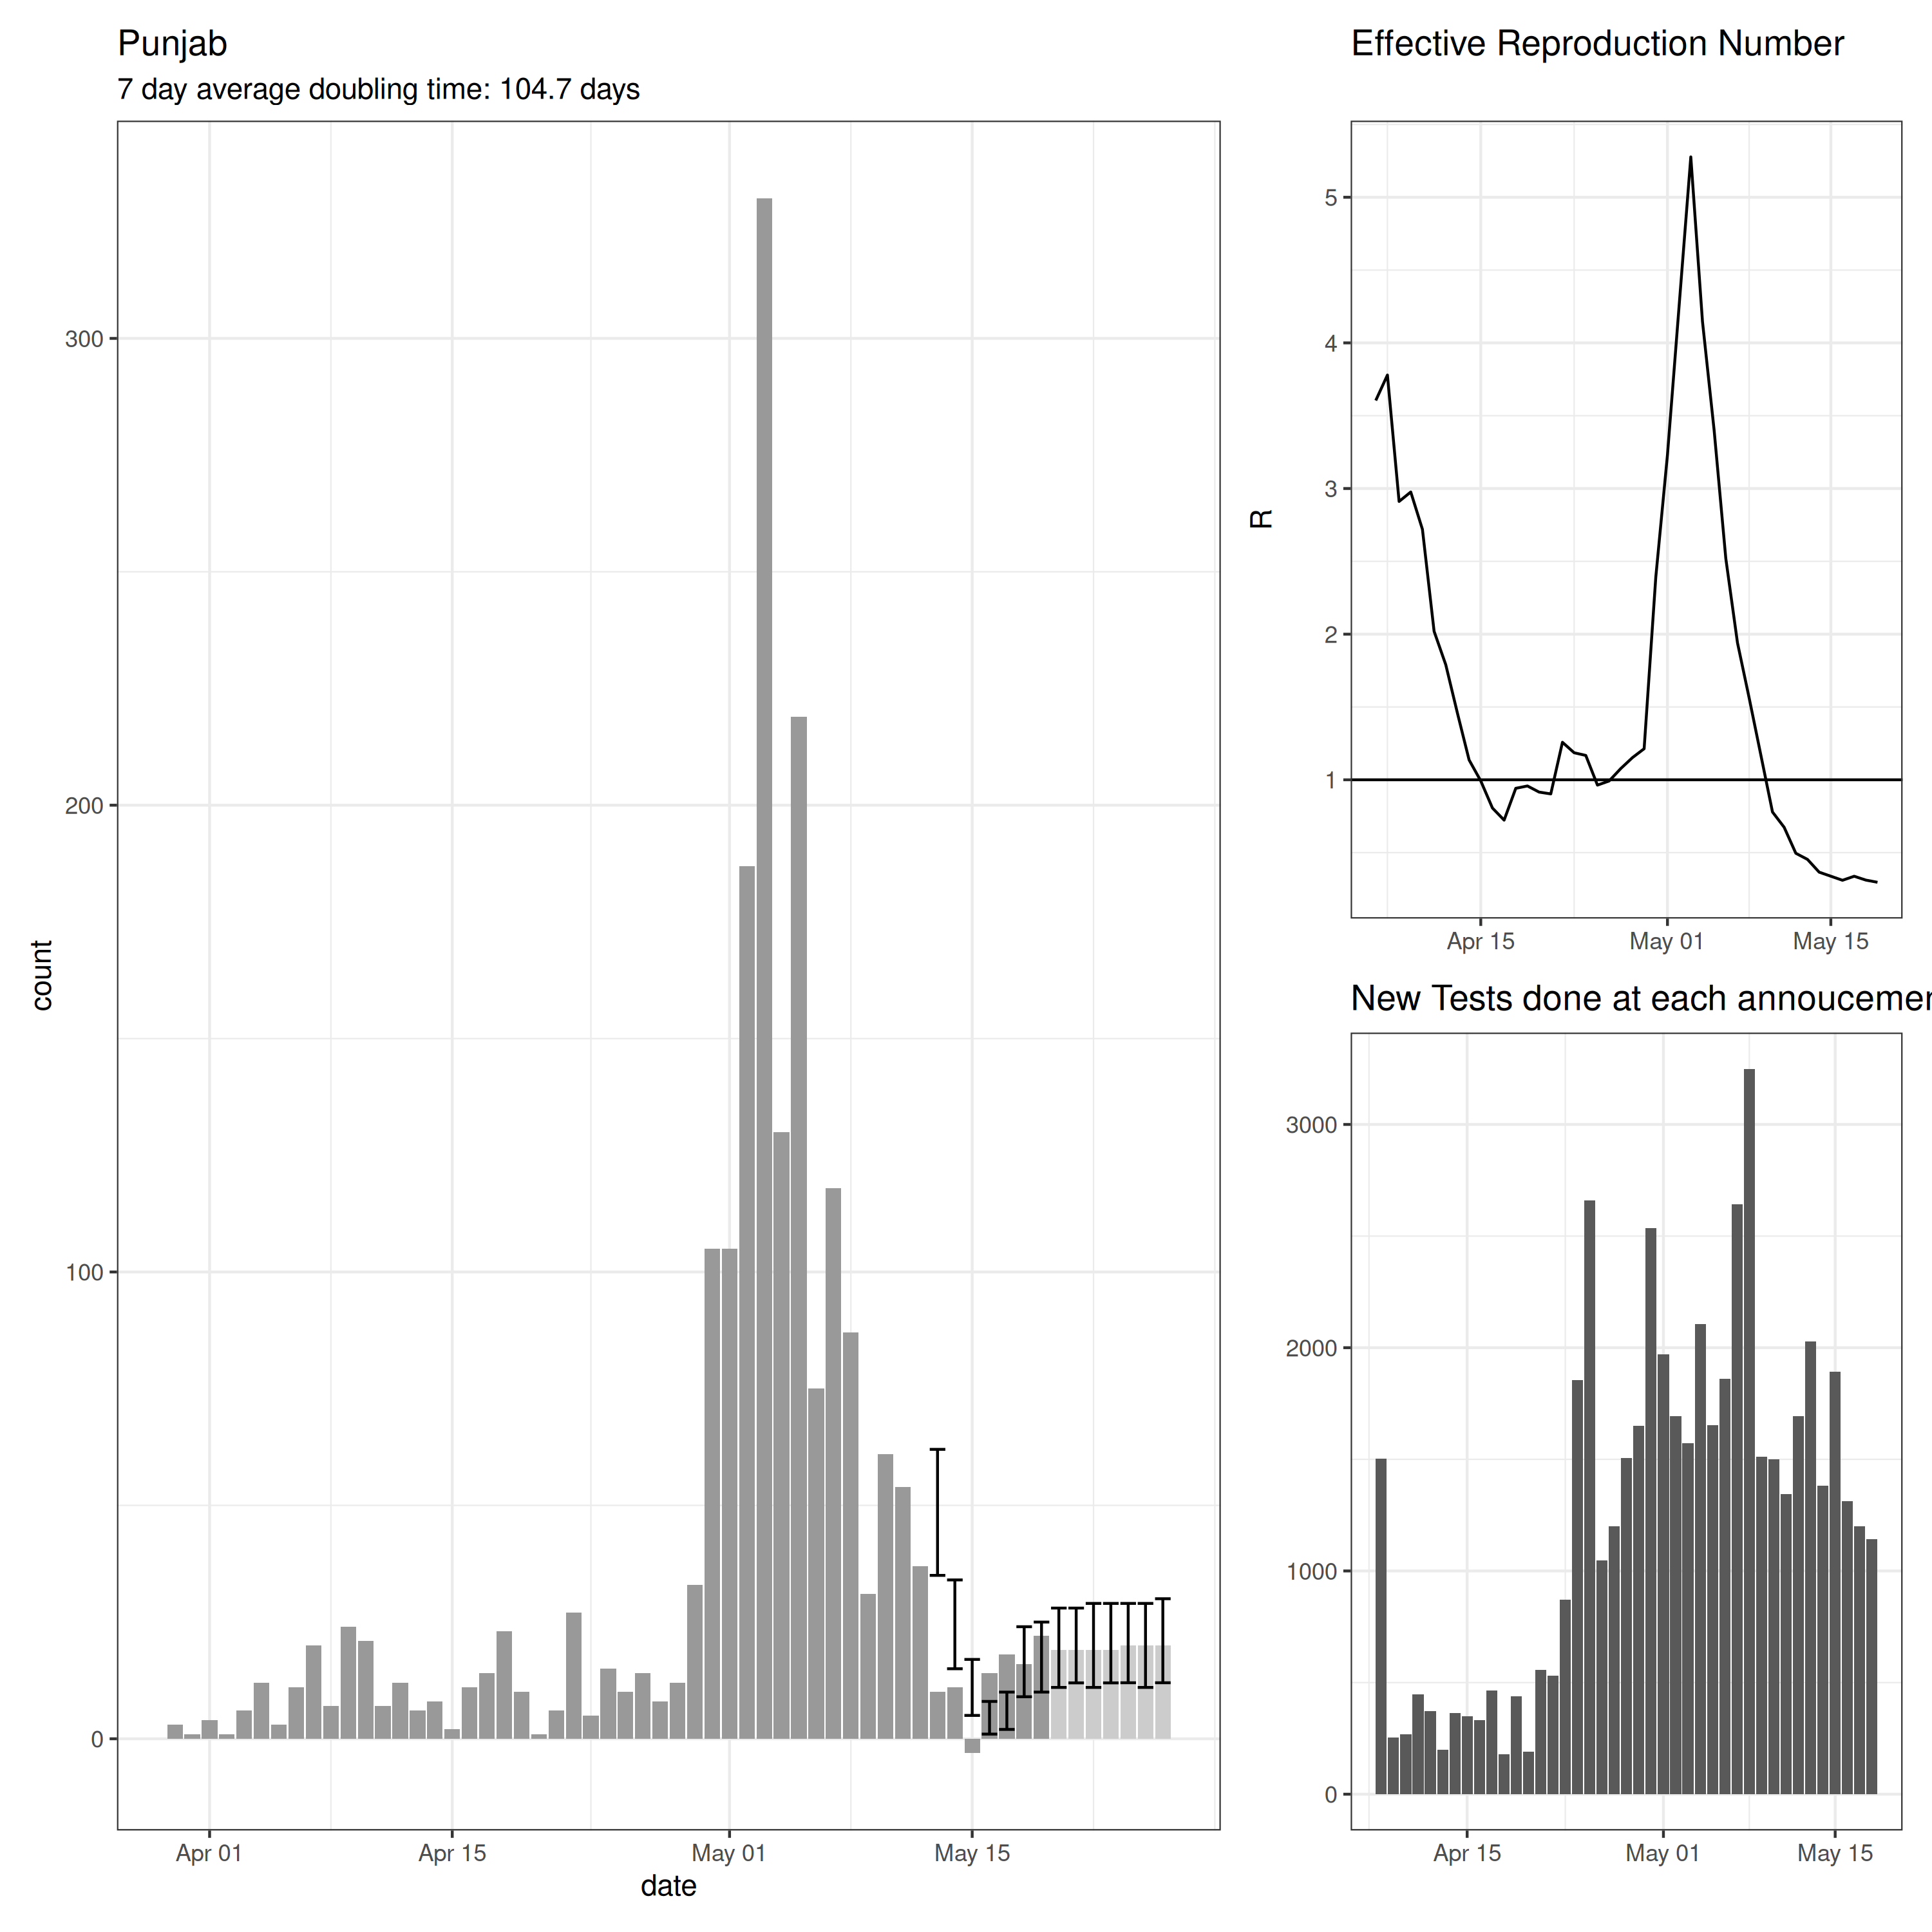 Punjab
7 day average doubling time: 104.7 days
count
300
200
100
0
Apr 01
Apr 15
May 01
May 15
date
Effective Reproduction Number
R
5
4
3
2
1
Apr 15
May 01
May 15
New Tests done at each annoucemen
3000
2000
1000
0
Apr 15
May 01
May 15